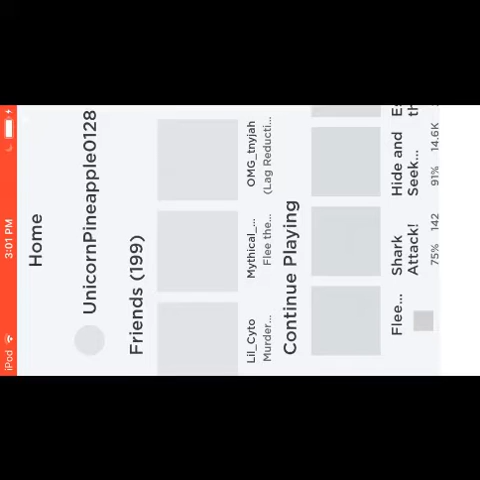 iPod 3:01 PM
Home
UnicornPineapple0128
Friends (199)
Lil_Cyto
Murder...
Mythical_...
Flee the...
OMG_tnyjah
(Lag Reducti...
Continue Playing
Flee...
Shark
Attack!
75% 142
Hide and
Seek...
91% 14.6K